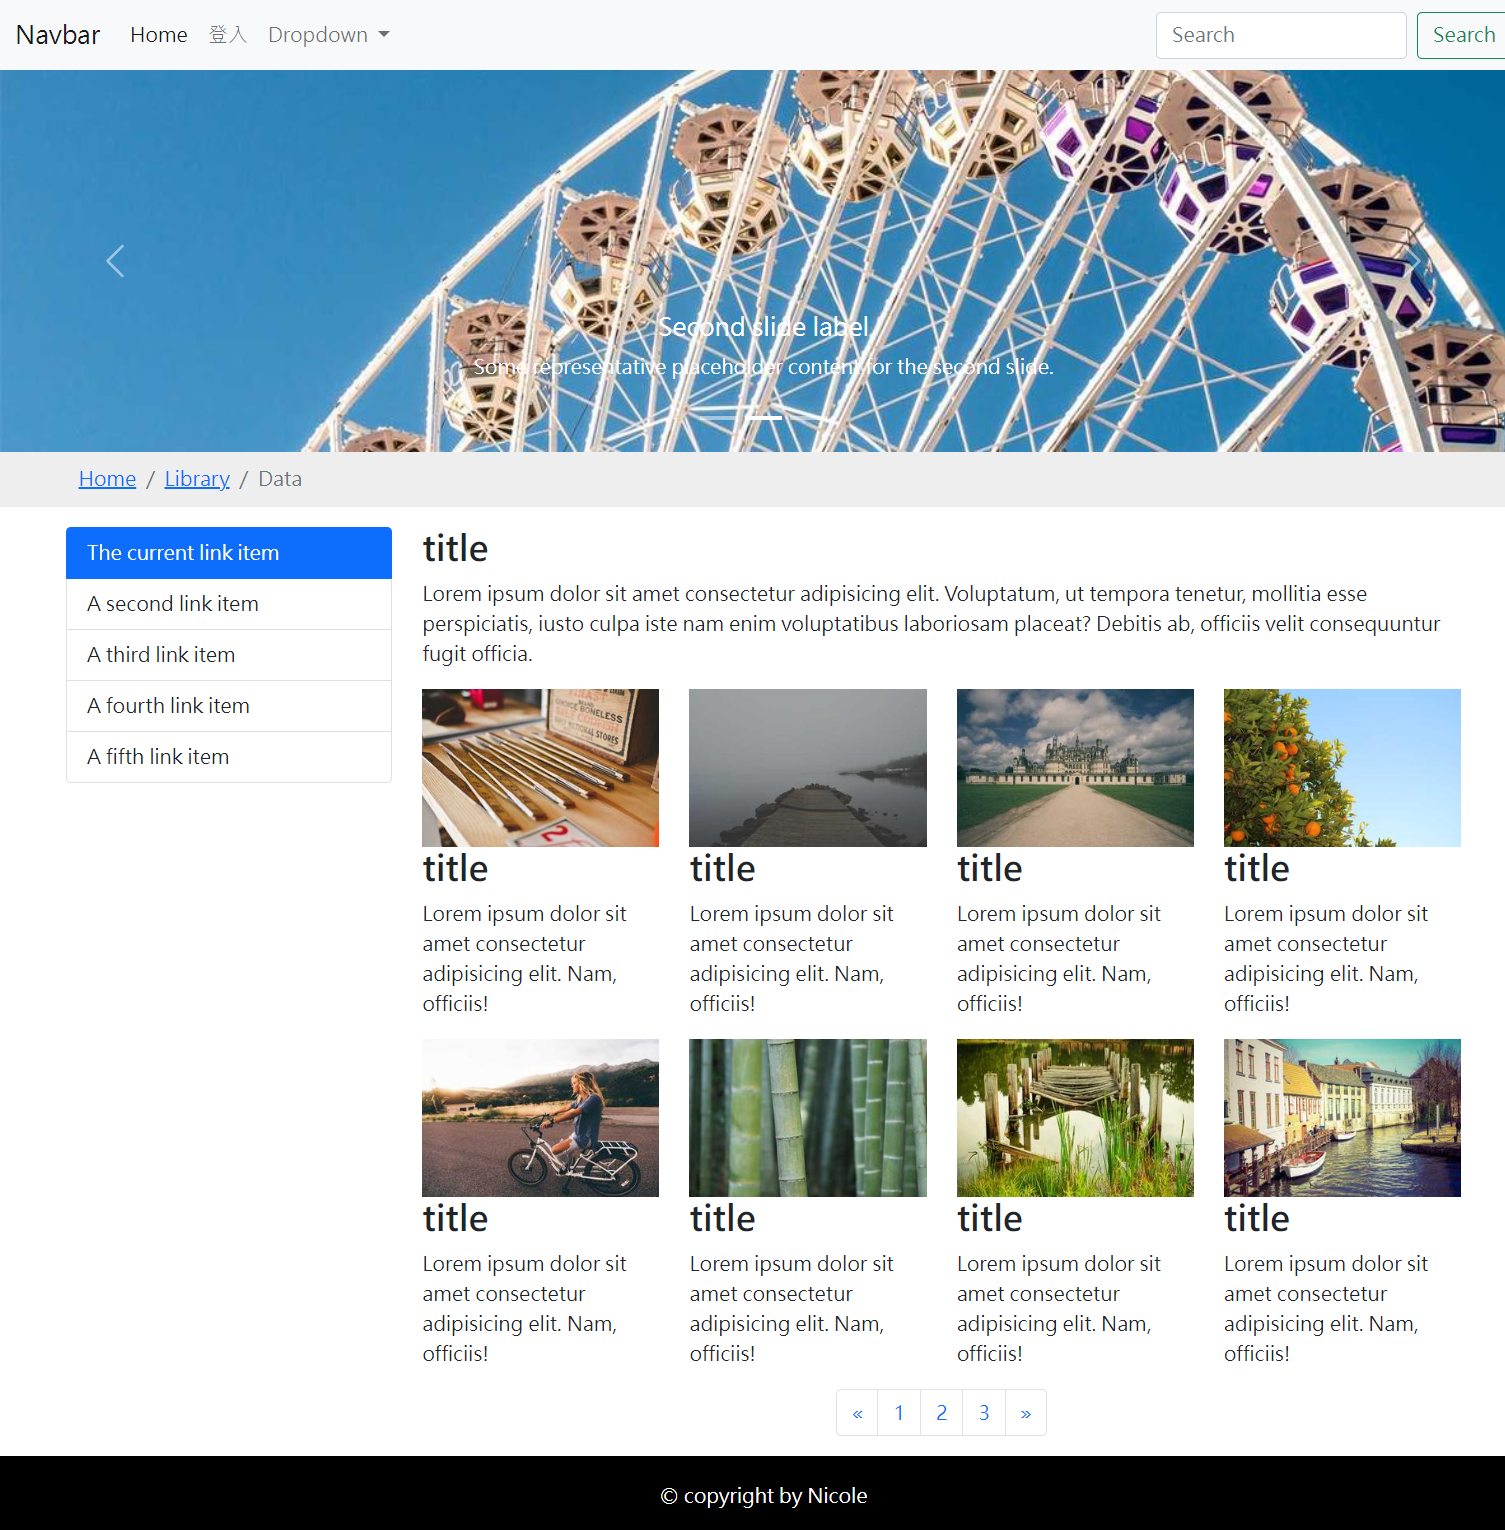 Navbar Home 登入 Dropdown Search Search
Second slide label
Some representative placeholder content for the second slide.
Home / Library / Data
The current link item
A second link item
A third link item
A fourth link item
A fifth link item
title
Lorem ipsum dolor sit amet consectetur adipisicing elit. Voluptatum, ut tempora tenetur, mollitia esse
perspiciatis, iusto culpa iste nam enim voluptatibus laboriosam placeat? Debitis ab, officiis velit consequuntur
fugit officia.
CHOICE BONELESS
STORES
2
title
Lorem ipsum dolor sit
amet consectetur
adipisicing elit. Nam,
officiis!
title
Lorem ipsum dolor sit
amet consectetur
adipisicing elit. Nam,
officiis!
title
Lorem ipsum dolor sit
amet consectetur
adipisicing elit. Nam,
officiis!
title
Lorem ipsum dolor sit
amet consectetur
adipisicing elit. Nam,
officiis!
title
Lorem ipsum dolor sit
amet consectetur
adipisicing elit. Nam,
officiis!
title
Lorem ipsum dolor sit
amet consectetur
adipisicing elit. Nam,
officiis!
title
Lorem ipsum dolor sit
amet consectetur
adipisicing elit. Nam,
officiis!
title
Lorem ipsum dolor sit
amet consectetur
adipisicing elit. Nam,
officiis!
« 1 2 3 »
© copyright by Nicole